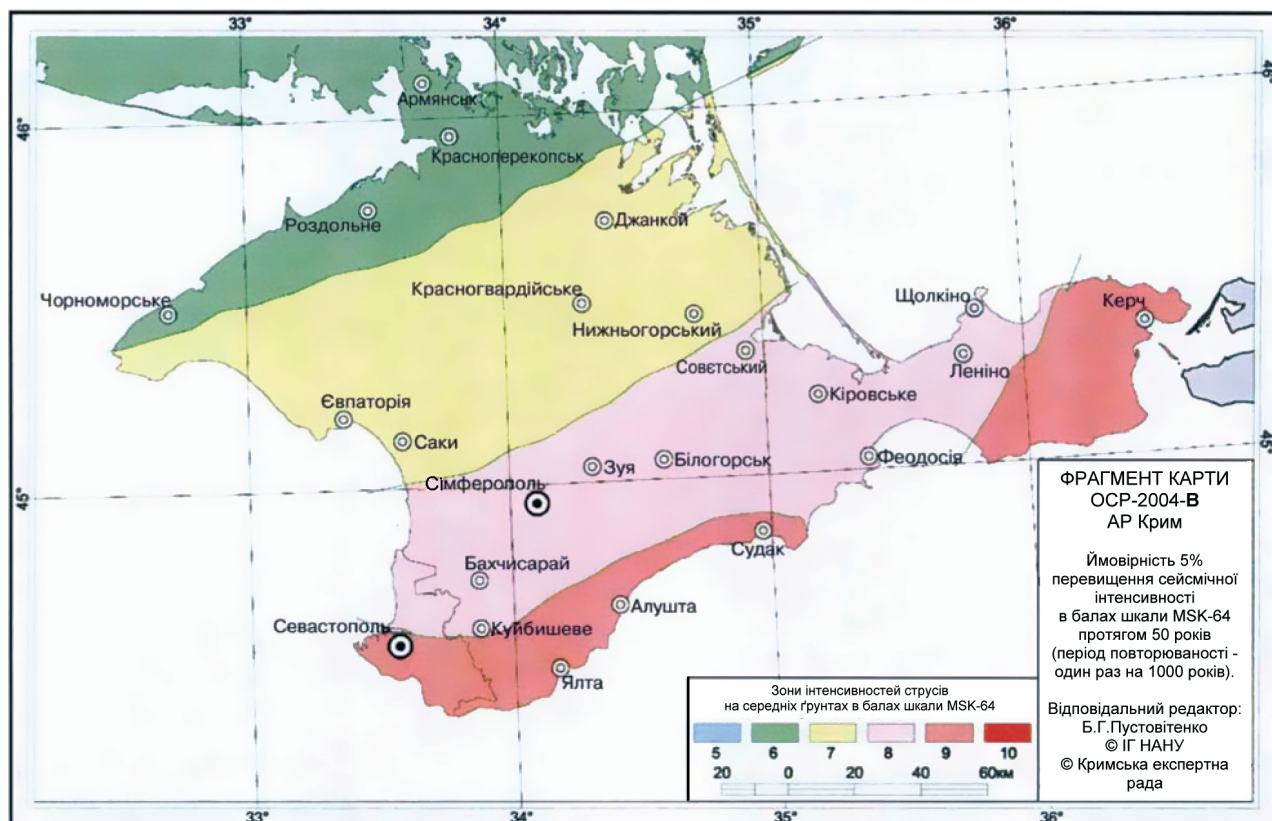 33°
34°
35°
36°
46°
Армянськ
46°
Красноперекопськ
Роздольне
Джанкой
Чорноморське
Красногвардійське
Щолкіно
Керч
Нижньогорський
Совєтський
Леніно
Кіровське
Євпаторія
Саки
45°
Зуя
Білогорськ
Феодосія
Сімферополь
45°
Судак
Бахчисарай
Алушта
Севастополь
Куйбишеве
Ялта
ФРАГМЕНТ КАРТИ
ОСР-2004-В
АР Крим
Ймовірність 5%
перевищення сейсмічної
інтенсивності
в балах шкали MSK-64
протягом 50 років
(період повторюваності -
один раз на 1000 років).
Відповідальний редактор:
Б.Г.Пустовітенко
© ІГ НАНУ
© Кримська експертна
рада
Зони інтенсивностей струсів
на середніх ґрунтах в балах шкали MSK-64
5 6 7 8 9 10
20 0 20 40 60км
33°
34°
35°
36°